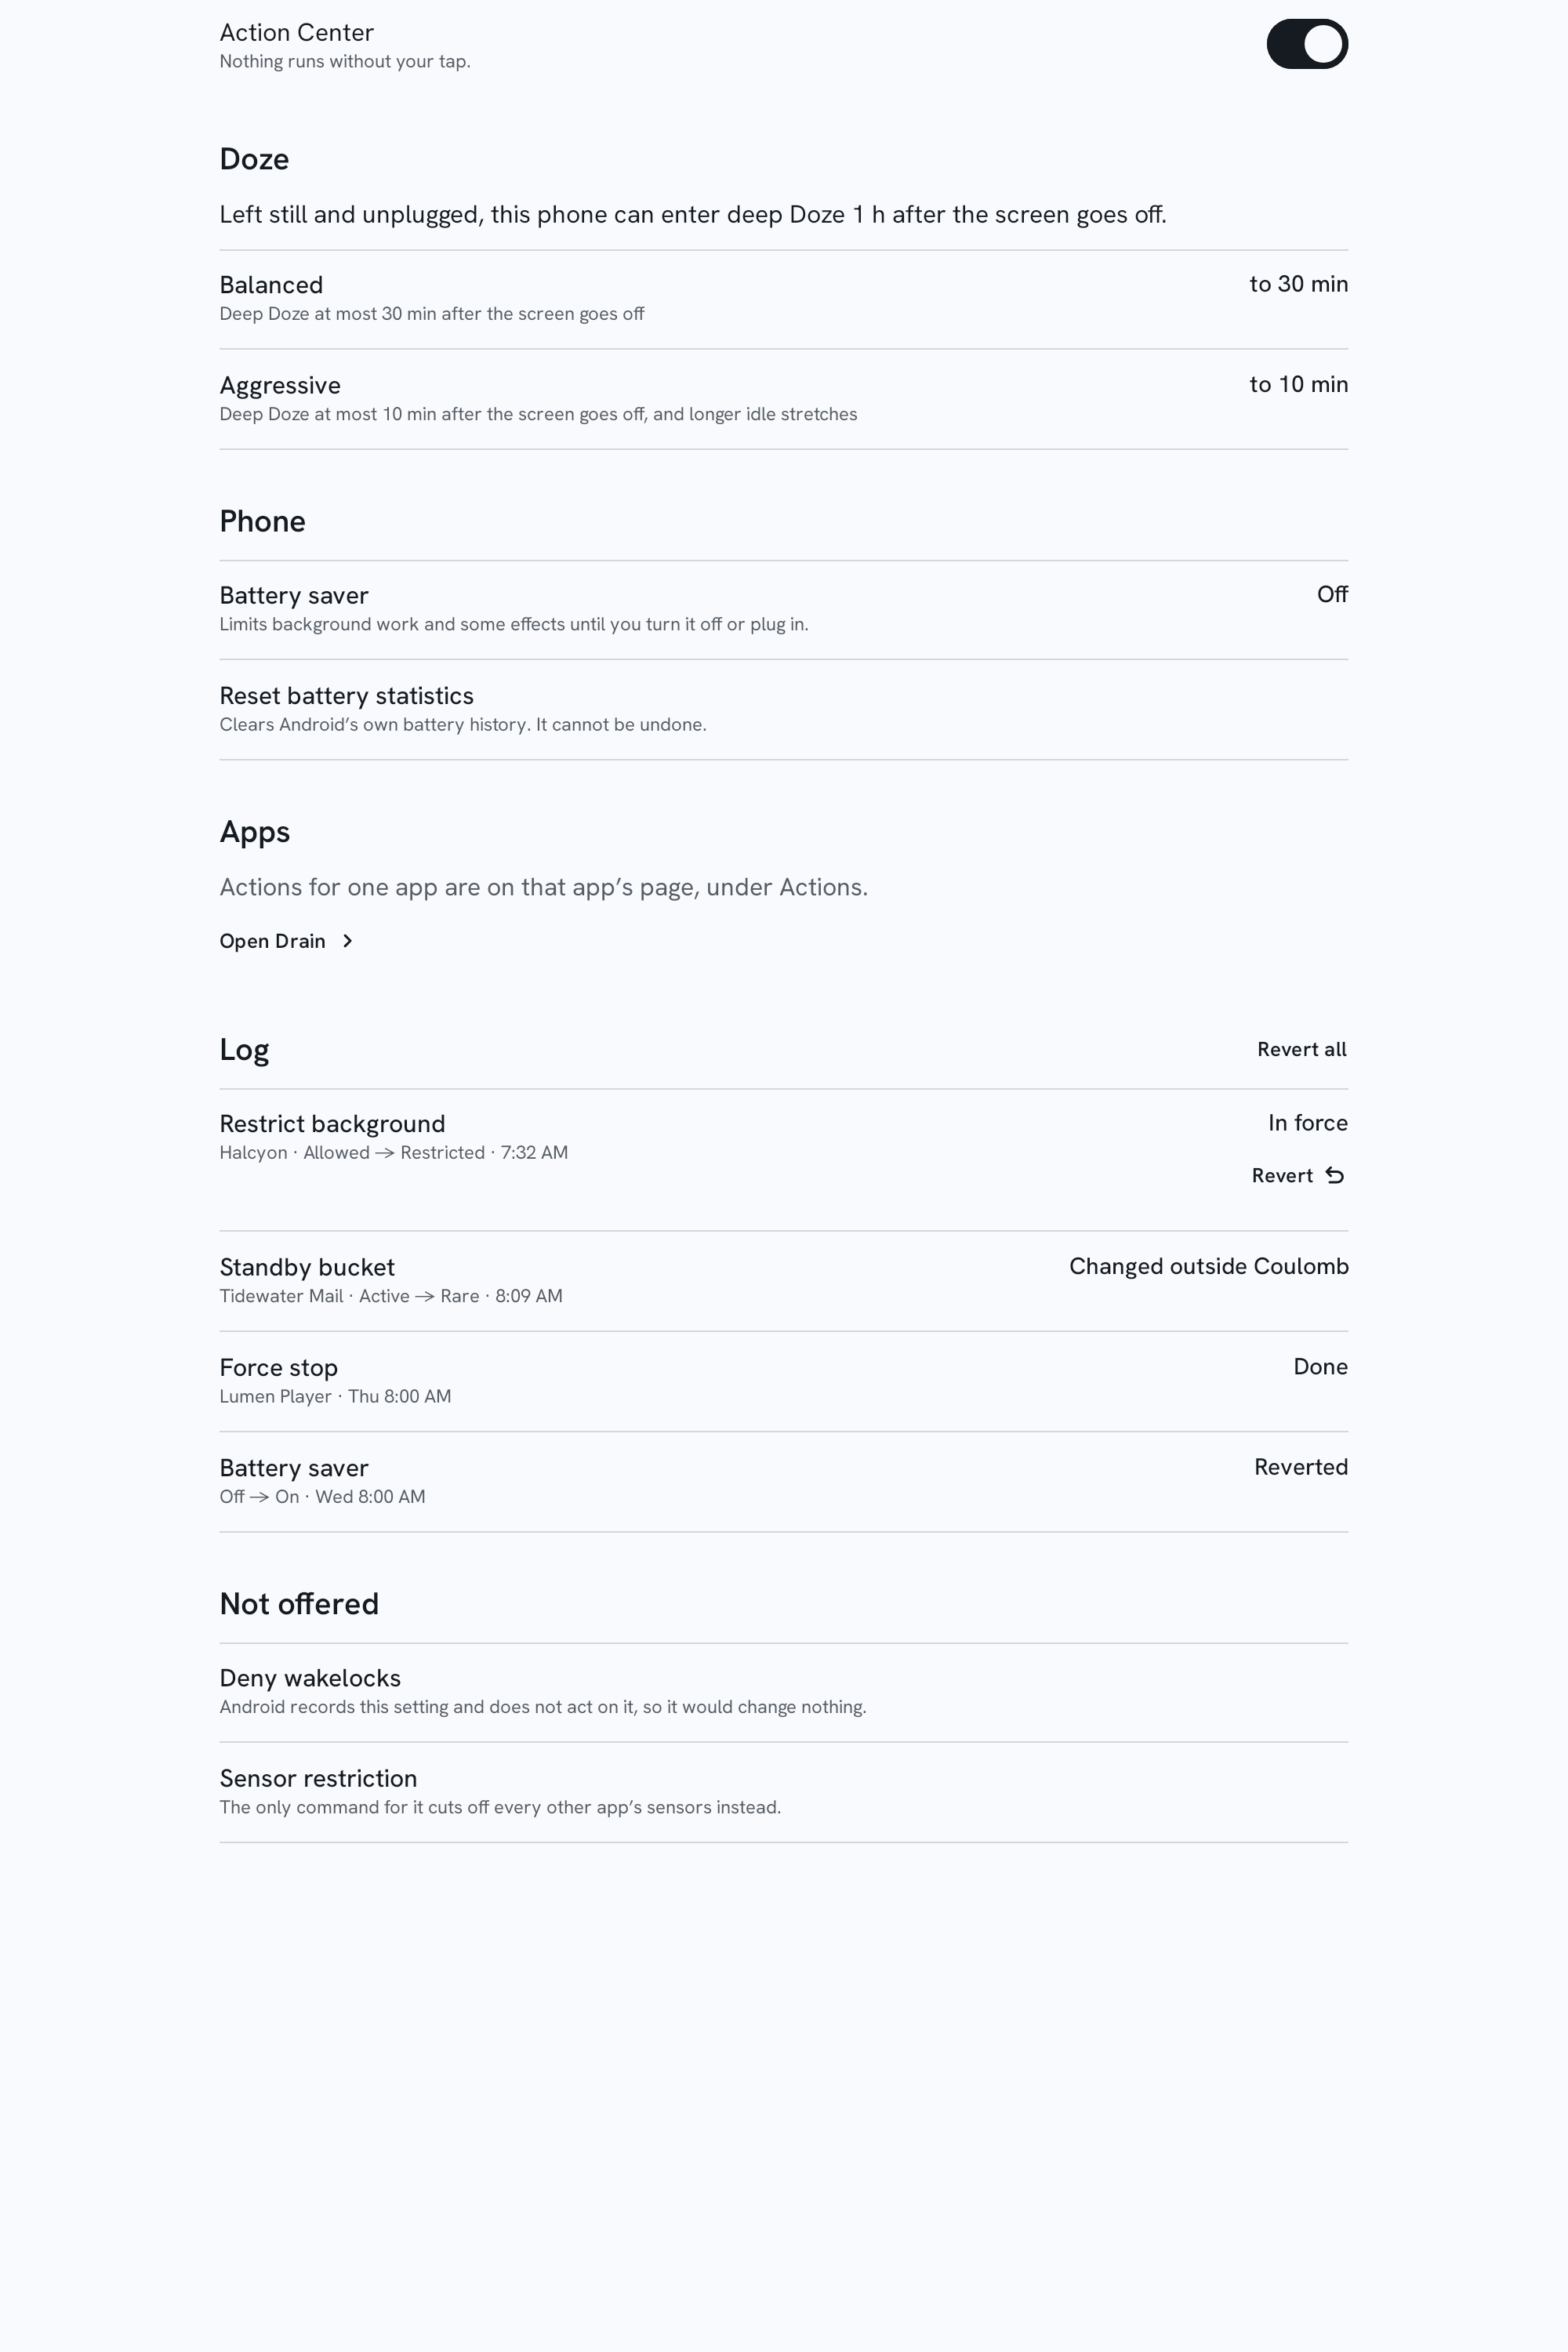 Action Center
Nothing runs without your tap.
Doze
Left still and unplugged, this phone can enter deep Doze 1 h after the screen goes off.
Balanced
to 30 min
Deep Doze at most 30 min after the screen goes off
Aggressive
to 10 min
Deep Doze at most 10 min after the screen goes off, and longer idle stretches
Phone
Battery saver
Off
Limits background work and some effects until you turn it off or plug in.
Reset battery statistics
Clears Android’s own battery history. It cannot be undone.
Apps
Actions for one app are on that app’s page, under Actions.
Open Drain
Log
Revert all
Restrict background
In force
Halcyon · Allowed → Restricted · 7:32 AM
Revert
Standby bucket
Changed outside Coulomb
Tidewater Mail · Active → Rare · 8:09 AM
Force stop
Done
Lumen Player · Thu 8:00 AM
Battery saver
Reverted
Off → On · Wed 8:00 AM
Not offered
Deny wakelocks
Android records this setting and does not act on it, so it would change nothing.
Sensor restriction
The only command for it cuts off every other app’s sensors instead.